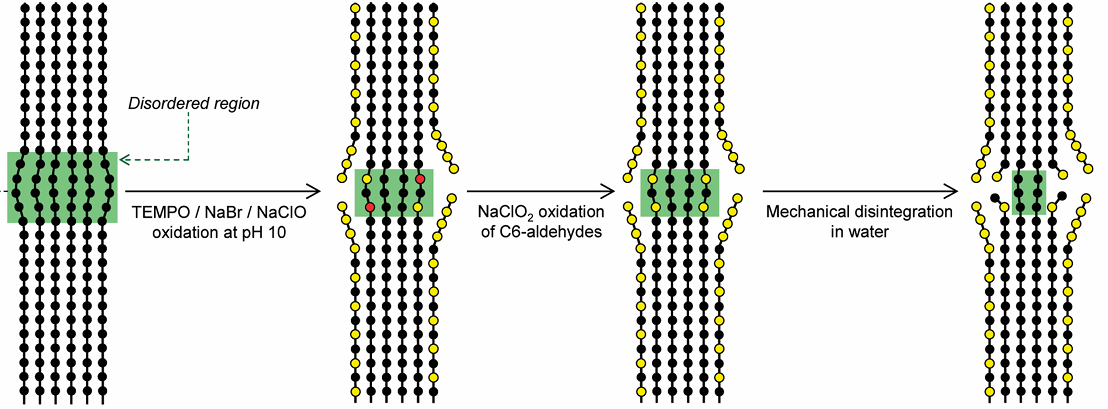 Disordered region
TEMPO / NaBr / NaClO
oxidation at pH 10
NaClO₂ oxidation
of C6-aldehydes
Mechanical disintegration
in water